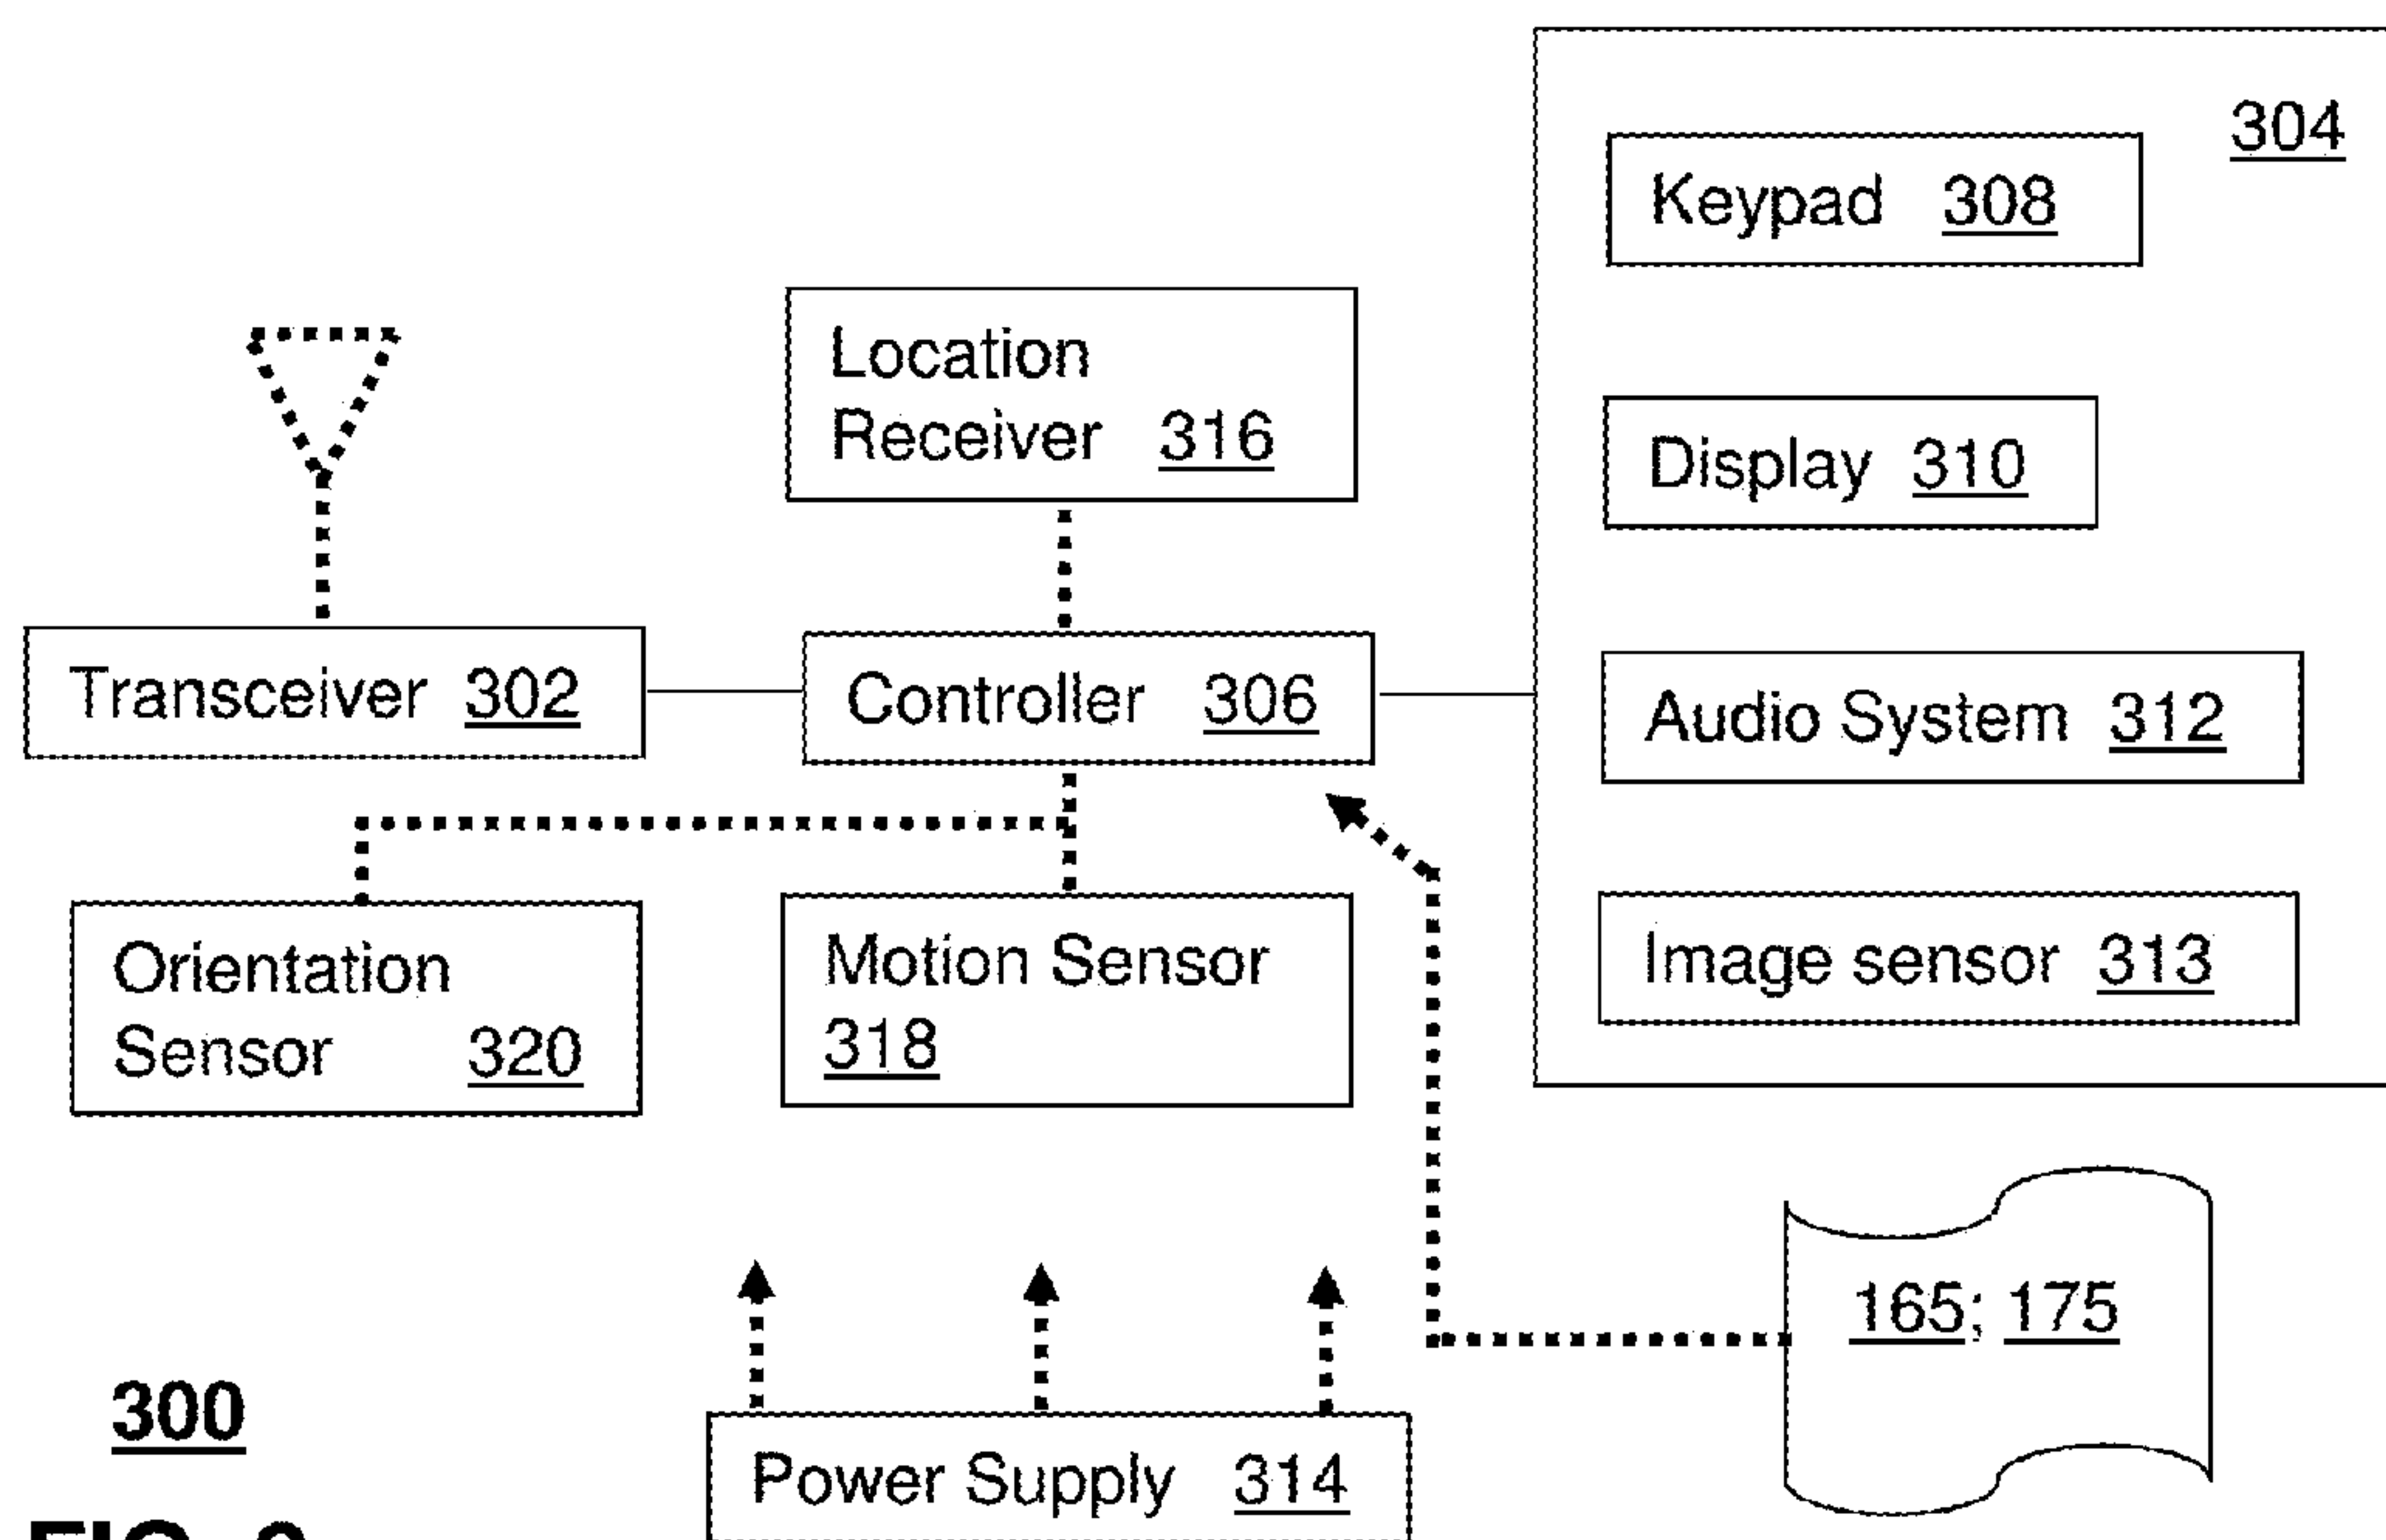 304
Keypad 308
Location
Receiver 316
Display 310
Transceiver 302
Controller 306
Audio System 312
Orientation
Sensor 320
Motion Sensor
318
Image sensor 313
165; 175
300
Power Supply 314
FIG.